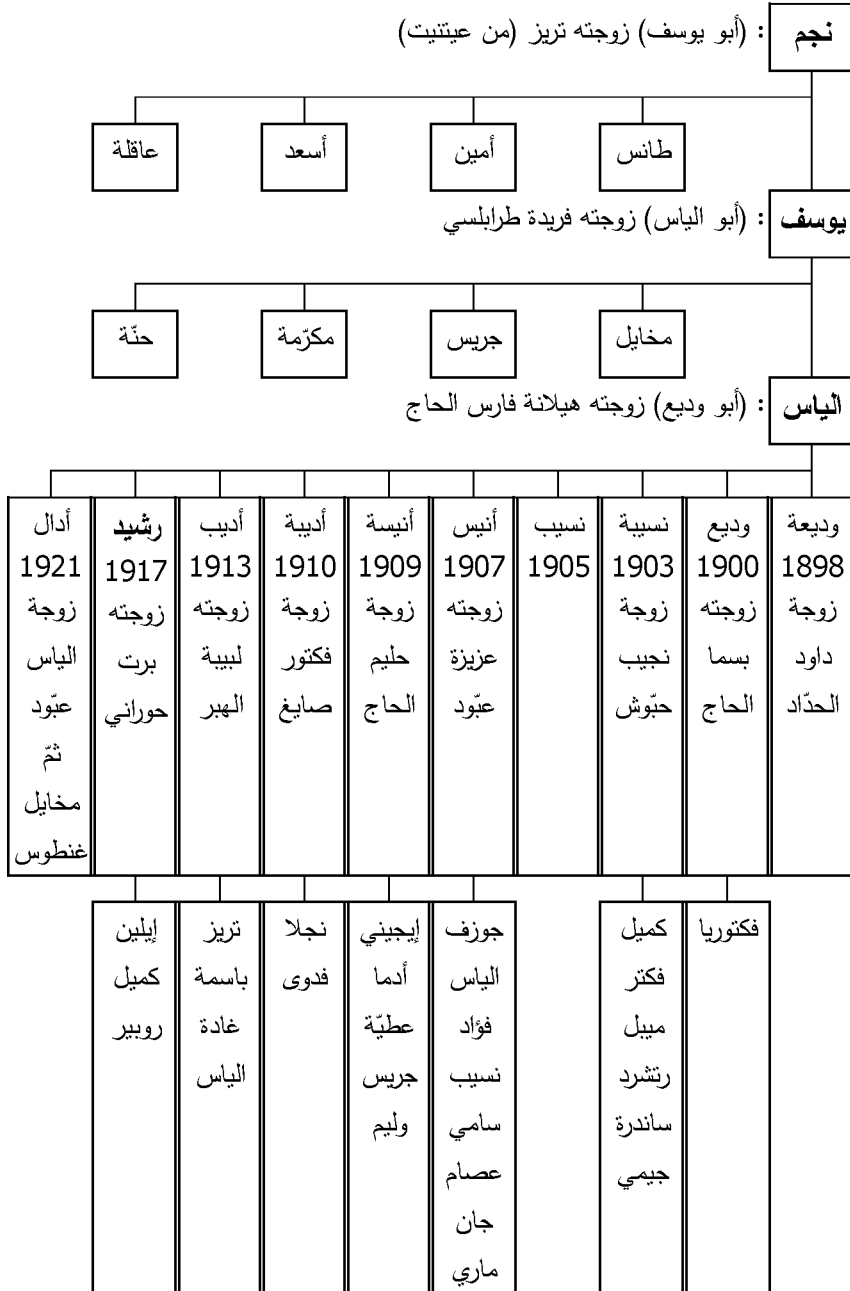 نجم : (أبو يوسف) زوجته تريز (من عيتنيت)
طانس
أمين
أسعد
عاقلة
يوسف : (أبو الياس) زوجته فريدة طرابلسي
مخايل
جريس
مكرّمة
حنّة
الياس : (أبو وديع) زوجته هيلانة فارس الحاج
وديعة
1898
زوجة
داود
الحدّاد
وديع
1900
زوجته
بسما
الحاج
نسيبة
1903
زوجة
نجيب
حبّوش
نسيب
1905
أنيس
1907
زوجته
عزيزة
عبّود
أنيسة
1909
زوجة
حليم
الحاج
أديبة
1910
زوجة
فكتور
صايغ
أديب
1913
زوجته
لبيبة
الهبر
رشيد
1917
زوجته
برت
حوراني
أدال
1921
زوجة
الياس
عبّود
ثمّ
مخايل
غنطوس
فكتوريا
كميل
فكتر
ميبل
رتشرد
ساندرة
جيمي
جوزف
الياس
فؤاد
نسيب
سامي
عصام
جان
ماري
إيجيني
أدما
عطيّة
جريس
وليم
نجلا
فدوى
تريز
باسمة
غادة
الياس
إيلين
كميل
روبير